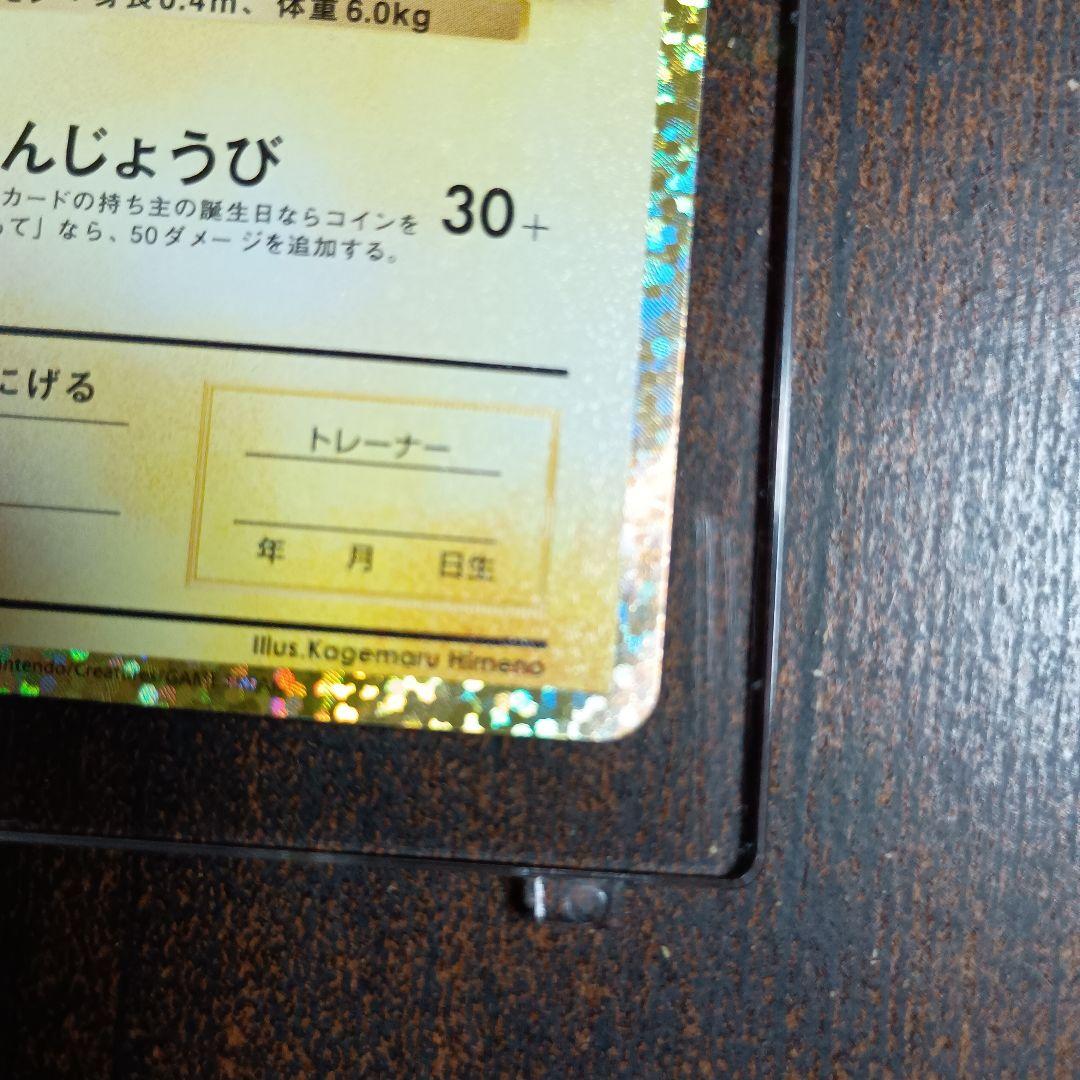 身長0.4m、 体重 6.0kg
んじょうび
カードの持ち主の誕生日ならコインを
て」なら、50ダメージを追加する。
30+
にげる
トレーナー
年 月 日生
Illus.Kagemaru Himeno